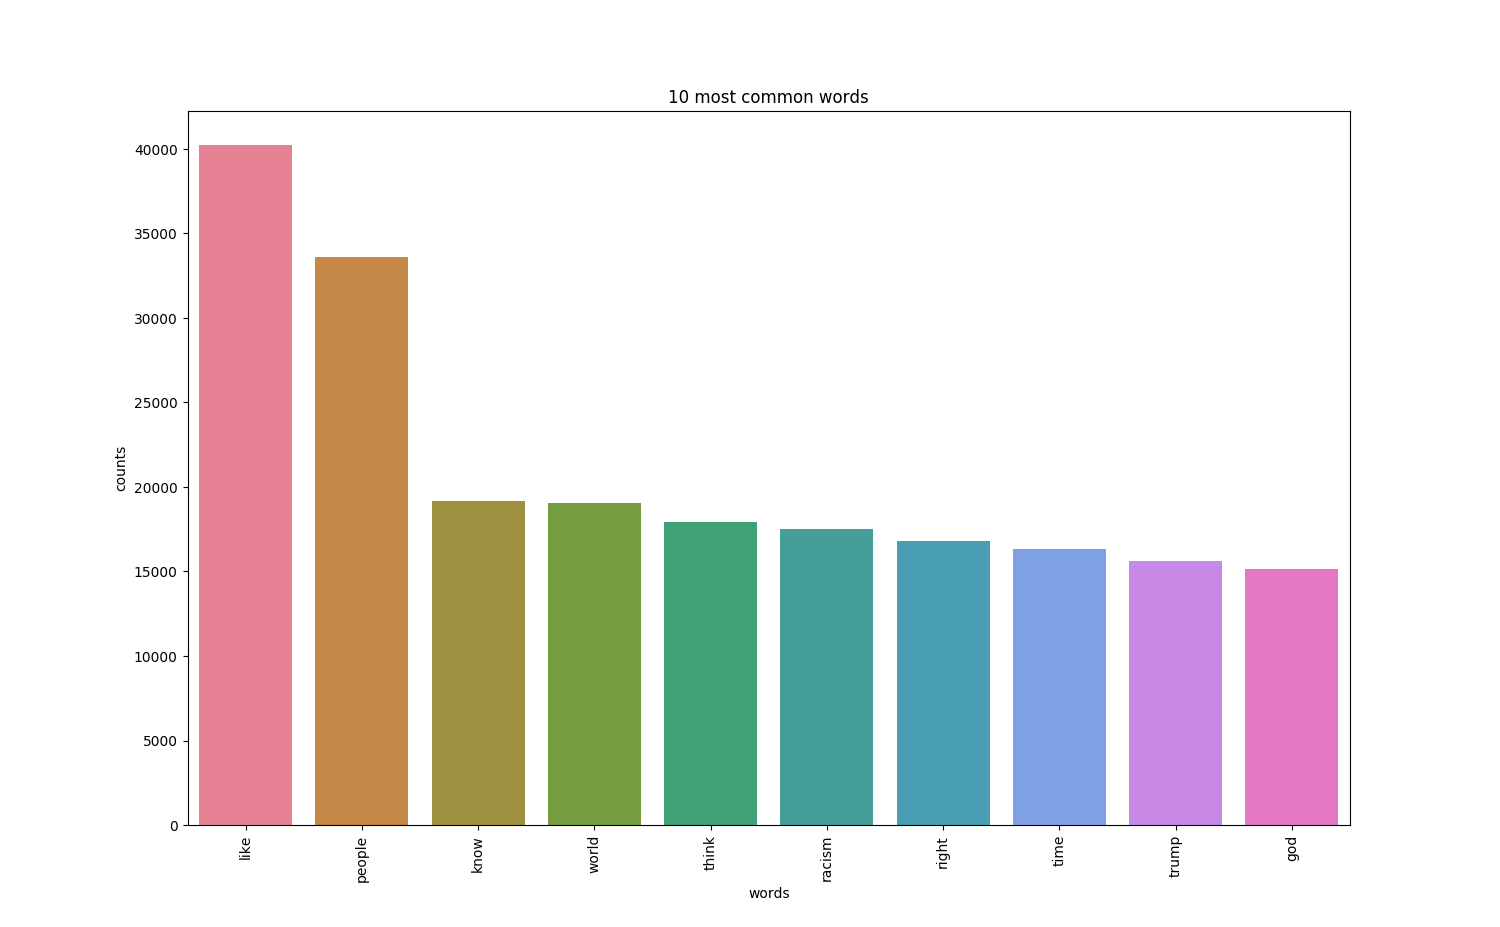 10 most common words
counts
40000
35000
30000
25000
20000
15000
10000
5000
0
like
people
know
world
think
racism
right
time
trump
god
words